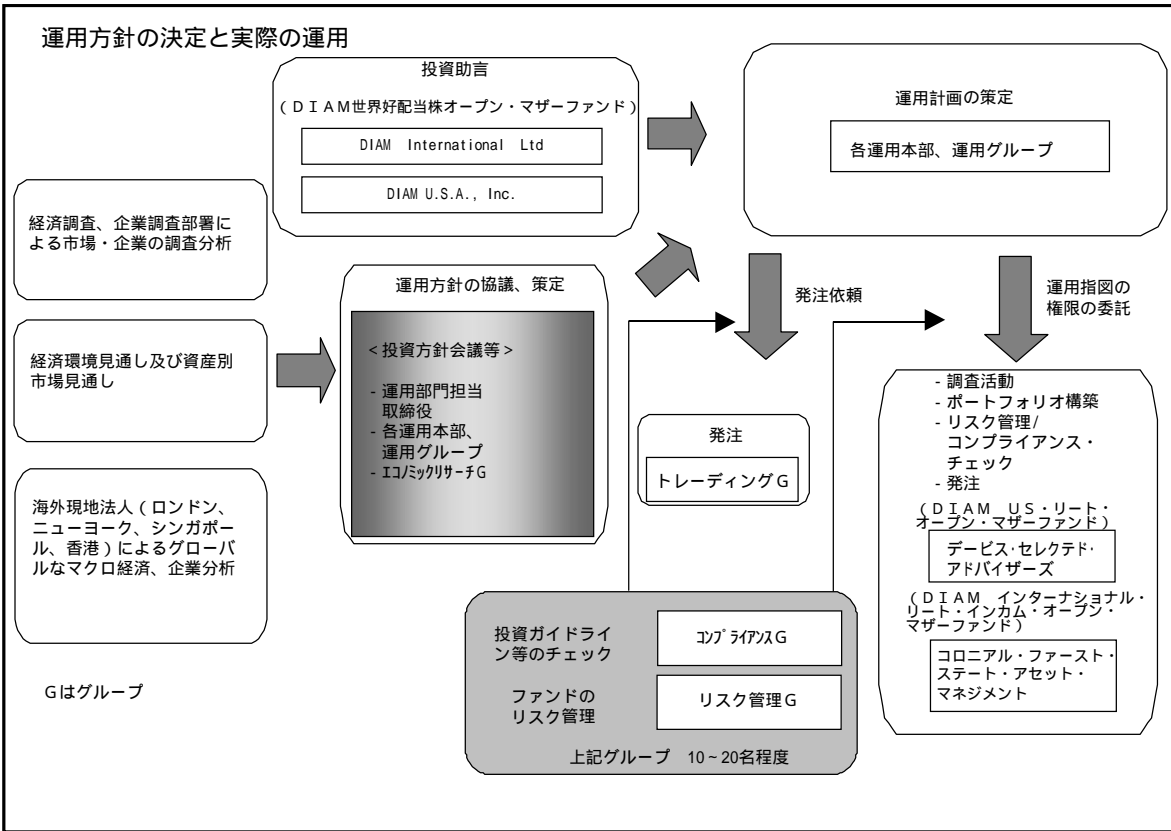 運用方針の決定と実際の運用
投資助言
(ＤＩＡＭ世界好配当株オープン・マザーファンド)
DIAM International Ltd
DIAM U.S.A., Inc.
運用計画の策定
各運用本部、運用グループ
経済調査、企業調査部署に
よる市場・企業の調査分析
経済環境見通し及び資産別
市場見通し
海外現地法人（ロンドン、
ニューヨーク、シンガポー
ル、香港）によるグローバ
ルなマクロ経済、企業分析
運用方針の協議、策定
＜投資方針会議等＞
- 運用部門担当
取締役
- 各運用本部、
運用グループ
- ｴｺﾉﾐｯｸﾘｻｰﾁG
発注依頼
運用指図の
権限の委託
発注
トレーディングＧ
- 調査活動
- ポートフォリオ構築
- リスク管理/
コンプライアンス・
チェック
- 発注
（ＤＩＡＭ ＵＳ・リート・
オープン・マザーファンド）
デービス・セレクテド・
アドバイザーズ
（ＤＩＡＭ インターナショナル・
リート・インカム・オープン・
マザーファンド）
コロニアル・ファースト・
ステート・アセット・
マネジメント
投資ガイドライ
ン等のチェック
ｺﾝﾌﾟﾗｲｱﾝｽＧ
ファンドの
リスク管理
リスク管理Ｇ
上記グループ 10～20名程度
Ｇはグループ